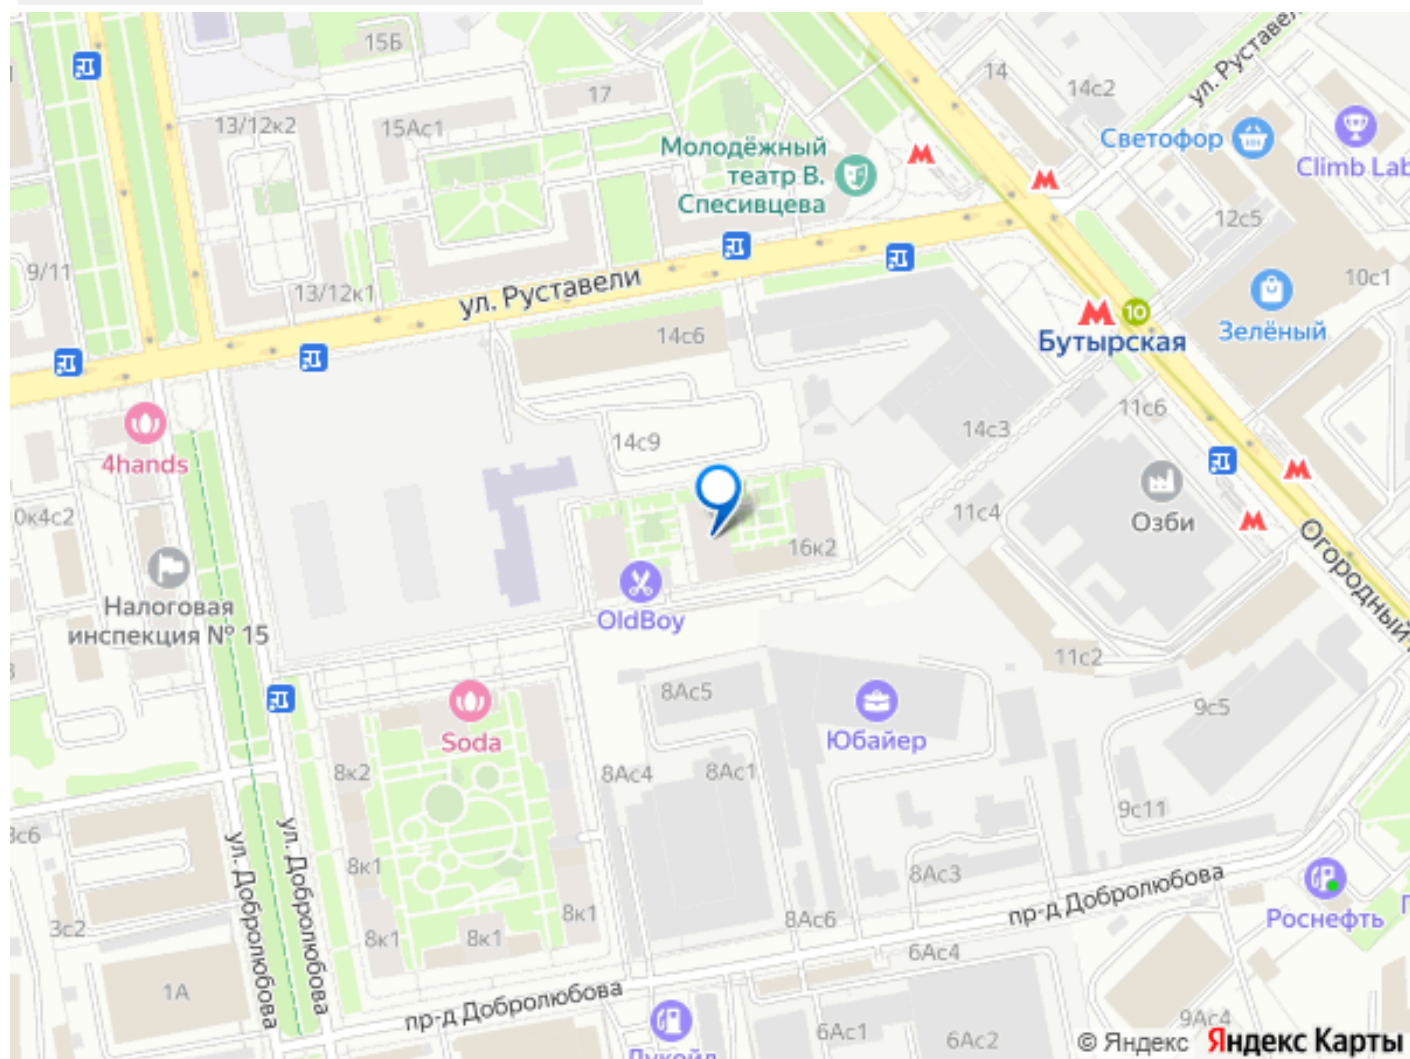 15Б
14
14с2
ул. Руставели
17
13/12к2
15Ас1
Молодёжный
театр В.
Спесивцева
Светофор
Climb Lab
12с5
9/11
13/12к1
ул. Руставели
10с1
14с6
10
Бутырская
Зелёный
11с6
14с3
4hands
14с9
Озби
11с4
16к2
0к4с2
Огородный
Налоговая
инспекция № 15
OldBoy
11с2
8Ас5
9с5
Soda
Юбайер
8к2
8Ас4
8Ас1
9с11
3с6
ул. Добролюбова
ул. Добролюбова
8к1
8Ас3
пр-д Добролюбова
Роснефть
3с2
8к1
8к1
8к1
8Ас6
6Ас4
1А
пр-д Добролюбова
Лукойл
6Ас1
6Ас2
9Ас4
© Яндекс Яндекс Карты